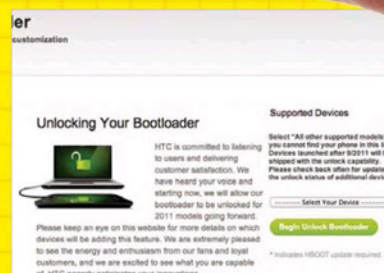 ler
customization
Unlocking Your Bootloader
HTC is committed to listening
to users and delivering
customer satisfaction. We
have heard your voice and
starting now, we will allow our
bootloader to be unlocked for
2011 models going forward.
Please keep an eye on this website for more details on which
devices will be adding this feature. We are extremely pleased
to see the energy and enthusiasm from our fans and loyal
customers, and we are excited to see what you are capable
of. HTC
Supported Devices
Select "All other supported models
you cannot find your phone in this
Devices launched after 9/2011 will
shipped with the unlock capability.
Please check back often for
the unlock status of additional
-------- Select Your Device --------
Begin Unlock Bootloader
* Indicates HBOOT update required